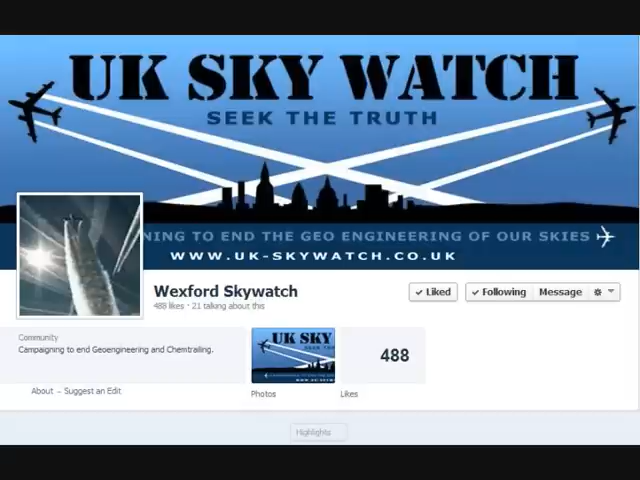 UK SKY WATCH
SEEK THE TRUTH
NING TO END THE GEO ENGINEERING OF OUR SKIES
WWW.UK-SKYWATCH.CO.UK
Wexford Skywatch
488 likes · 21 talking about this
Liked
Following
Message
Community
Campaigning to end Geoengineering and Chemtrailing.
About – Suggest an Edit
UK SKY
488
Photos
Likes
Highlights